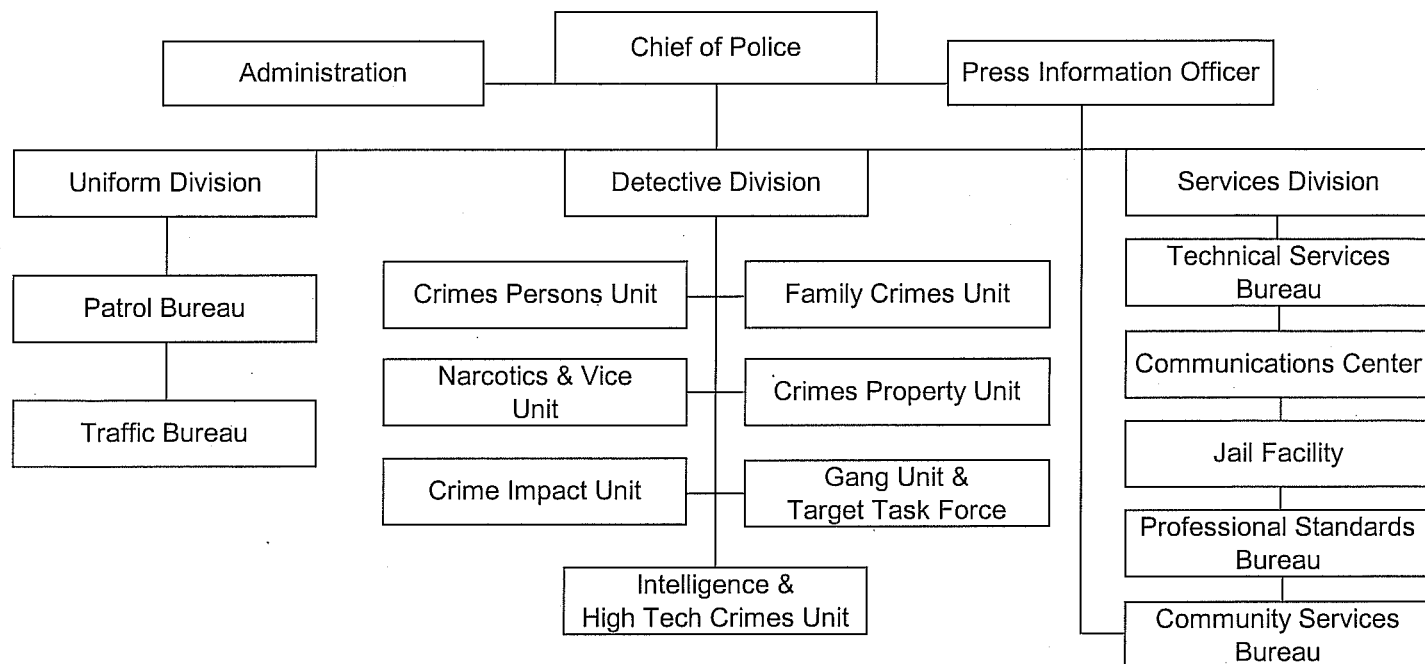 Chief of Police
Administration
Press Information Officer
Uniform Division
Detective Division
Services Division
Patrol Bureau
Traffic Bureau
Crimes Persons Unit
Family Crimes Unit
Narcotics & Vice
Unit
Crimes Property Unit
Crime Impact Unit
Gang Unit &
Target Task Force
Intelligence &
High Tech Crimes Unit
Technical Services
Bureau
Communications Center
Jail Facility
Professional Standards
Bureau
Community Services
Bureau